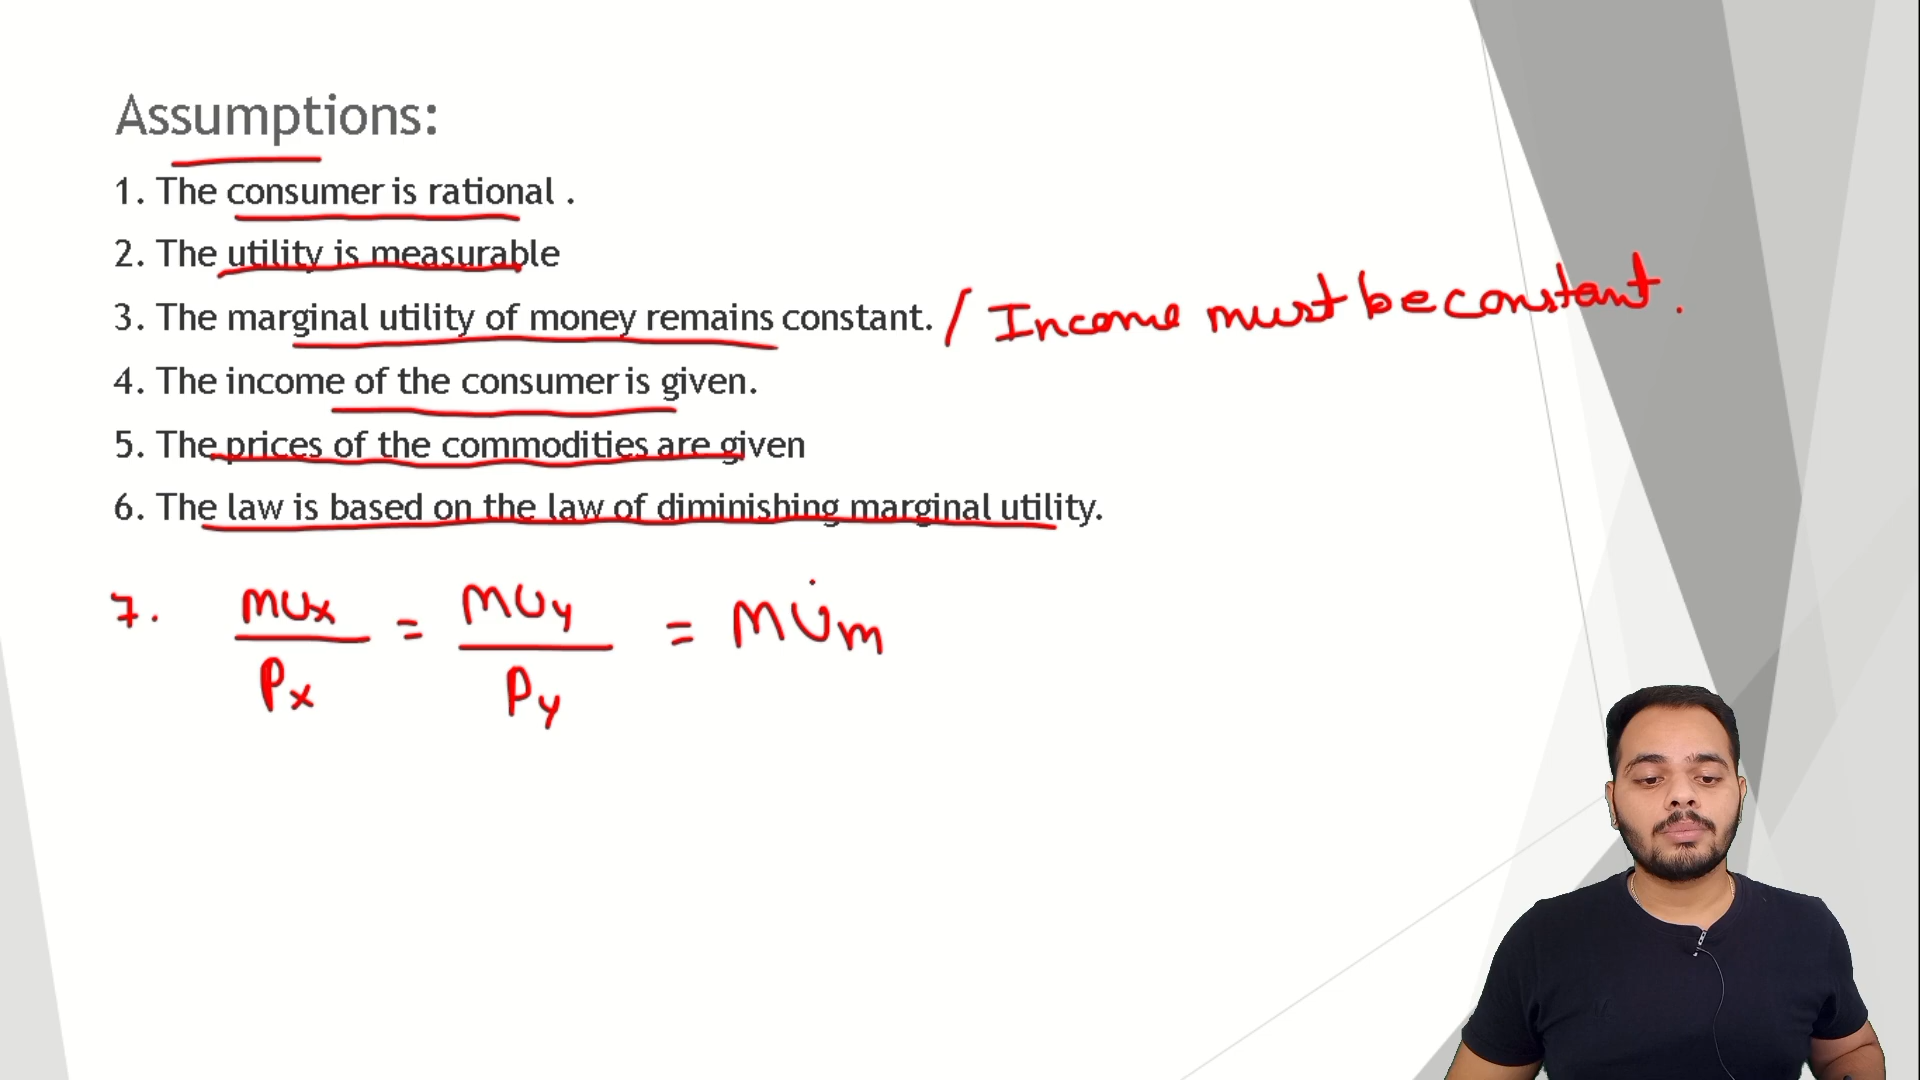 Assumptions:
1. The consumer is rational .
2. The utility is measurable
3. The marginal utility of money remains constant. / Income must be constant.
4. The income of the consumer is given.
5. The prices of the commodities are given
6. The law is based on the law of diminishing marginal utility.
7. MUx/Px = MUy/Py = MUm